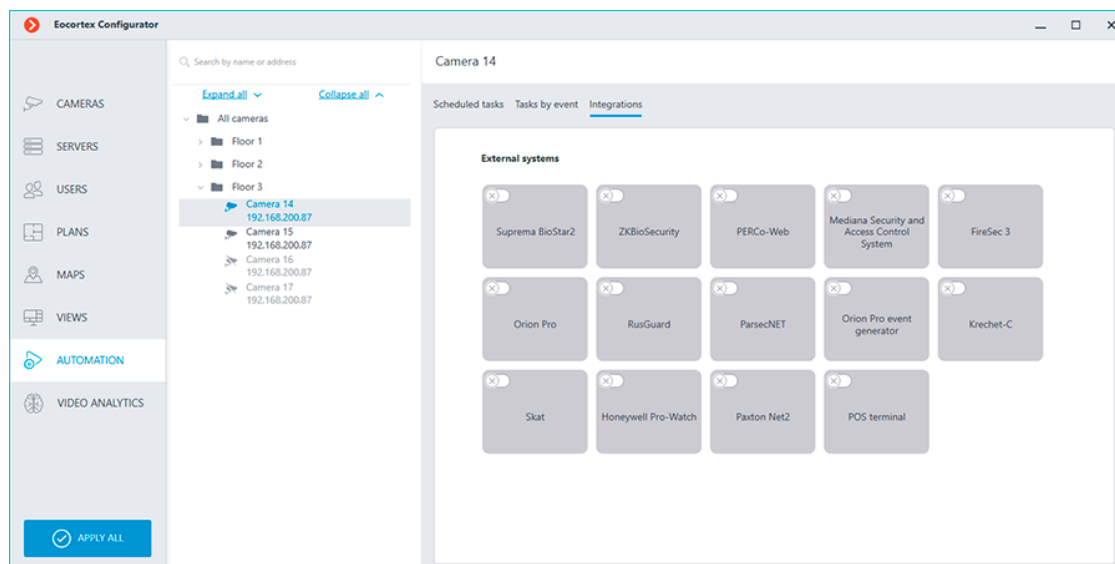 Eocortex Configurator
CAMERAS
SERVERS
USERS
PLANS
MAPS
VIEWS
AUTOMATION
VIDEO ANALYTICS
APPLY ALL
Search by name or address
Expand all
Collapse all
All cameras
Floor 1
Floor 2
Floor 3
Camera 14
192.168.200.87
Camera 15
192.168.200.87
Camera 16
192.168.200.87
Camera 17
192.168.200.87
Camera 14
Scheduled tasks Tasks by event Integrations
External systems
Suprema BioStar2
ZKBioSecurity
PERCo-Web
Mediana Security and
Access Control
System
FireSec 3
Orion Pro
RusGuard
ParsecNET
Orion Pro event
generator
Krechet-C
Skat
Honeywell Pro-Watch
Paxton Net2
POS terminal